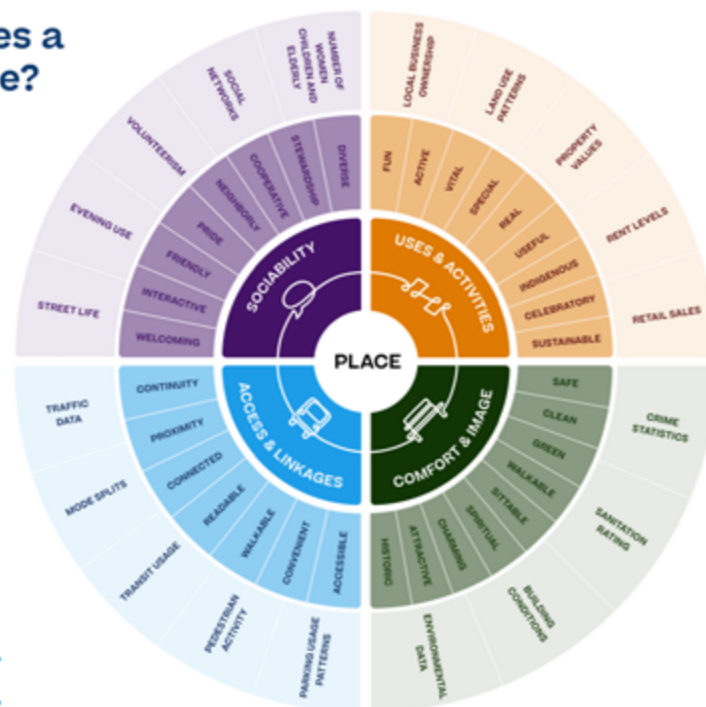 es a
e?
NUMBER OF
WOMEN
CHILDREN AND
ELDERLY
SOCIAL
NETWORKS
VOLUNTEERISM
EVENING USE
STREET LIFE
DIVERSE
STEWARDSHIP
COOPERATIVE
NEIGHBORLY
PRIDE
FRIENDLY
INTERACTIVE
WELCOMING
SOCIABILITY
LOCAL BUSINESS
OWNERSHIP
LAND USE
PATTERNS
PROPERTY
VALUES
RENT LEVELS
RETAIL SALES
FUN
ACTIVE
VITAL
SPECIAL
REAL
USEFUL
INDIGENOUS
CELEBRATORY
SUSTAINABLE
USES & ACTIVITIES
PLACE
ACCESS & LINKAGES
CONTINUITY
PROXIMITY
CONNECTED
READABLE
WALKABLE
CONVENIENT
ACCESSIBLE
TRAFFIC
DATA
MODE SPLITS
TRANSIT USAGE
PEDESTRIAN
ACTIVITY
PARKING USAGE
PATTERNS
COMFORT & IMAGE
SAFE
CLEAN
GREEN
WALKABLE
SITTABLE
SPIRITUAL
CHARMING
ATTRACTIVE
HISTORIC
CRIME
STATISTICS
SANITATION
RATING
BUILDING
CONDITIONS
ENVIRONMENTAL
DATA